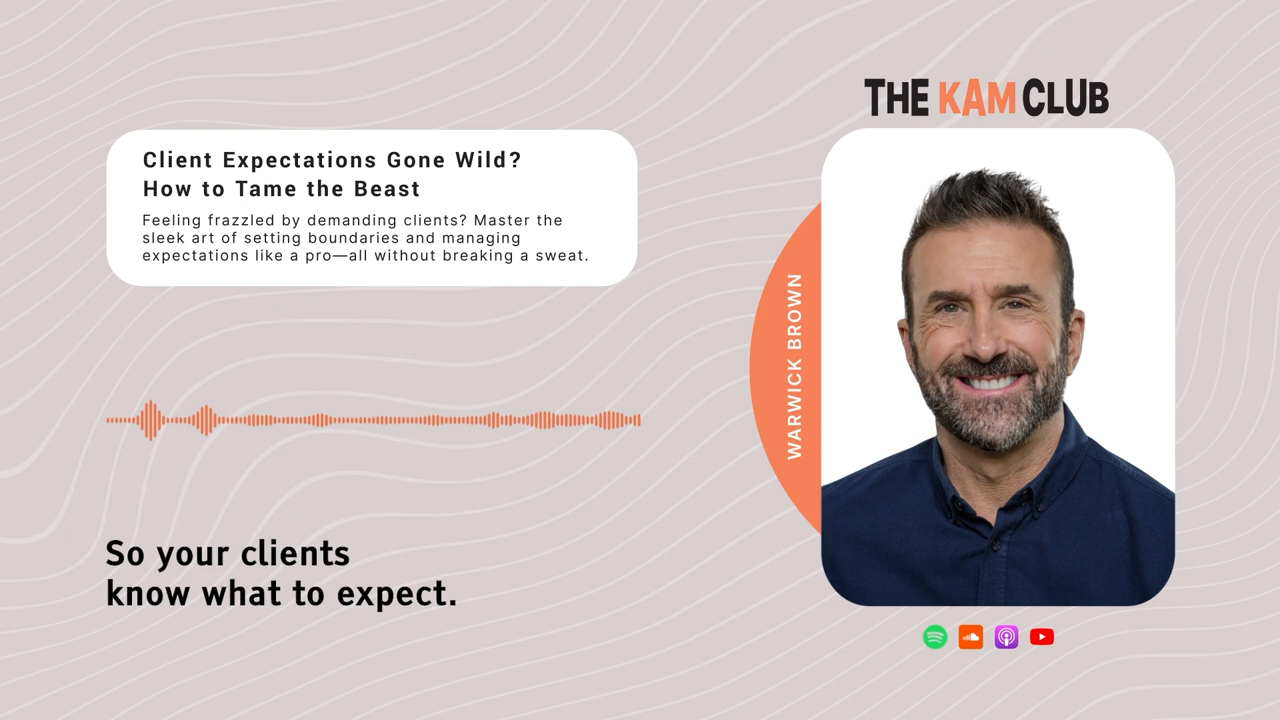 Client Expectations Gone Wild?
How to Tame the Beast
Feeling frazzled by demanding clients? Master the
sleek art of setting boundaries and managing
expectations like a pro—all without breaking a sweat.
So your clients
know what to expect.
THE KAM CLUB
WARWICK BROWN